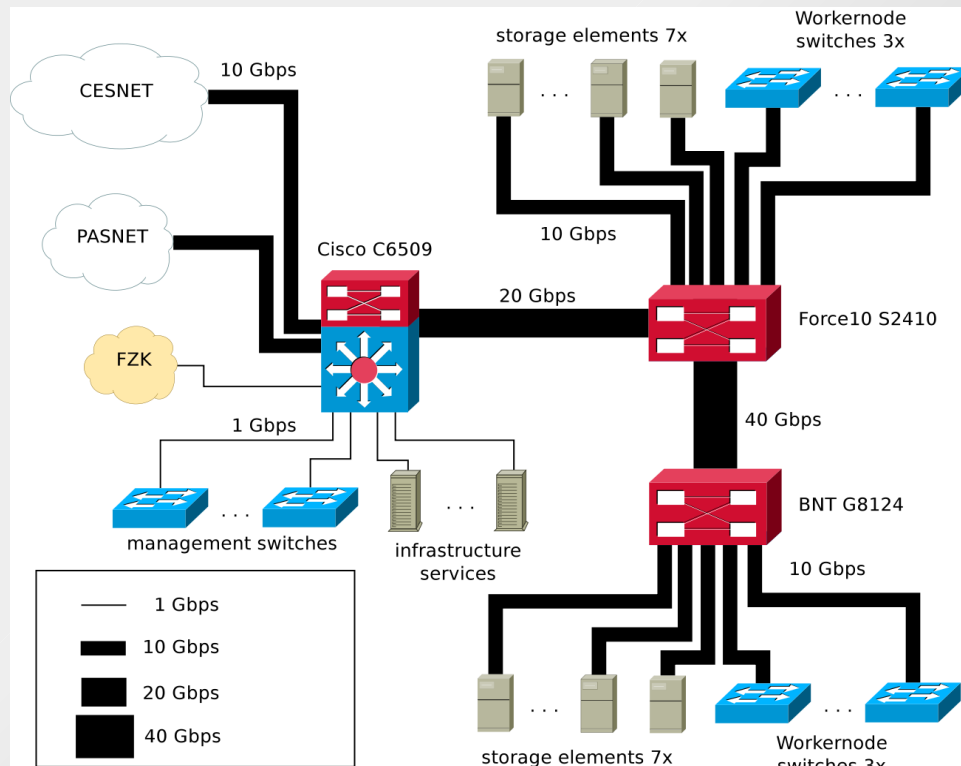 CESNET
10 Gbps
storage elements 7x
Workernode
switches 3x
. . .
. . .
PASNET
Cisco C6509
10 Gbps
20 Gbps
Force10 S2410
FZK
1 Gbps
40 Gbps
BNT G8124
. . .
. . .
management switches
infrastructure
services
10 Gbps
1 Gbps
10 Gbps
20 Gbps
40 Gbps
. . .
. . .
storage elements 7x
Workernode
switches 3x